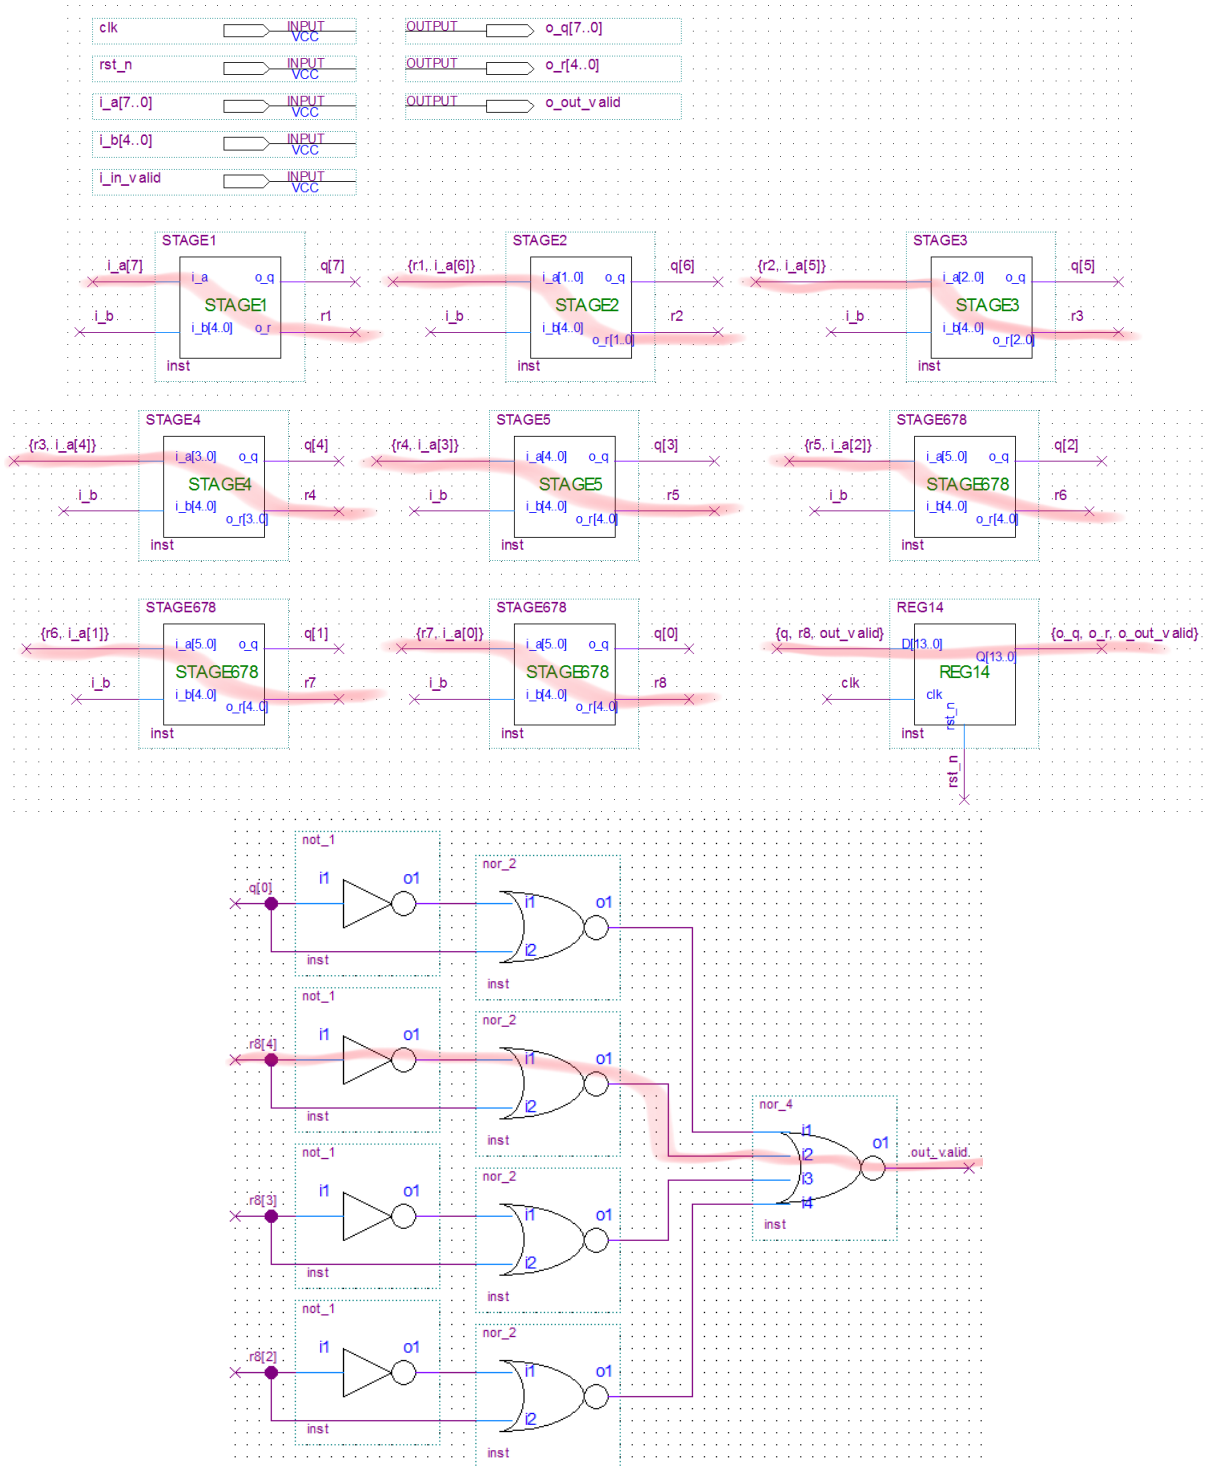 clk INPUT VCC OUTPUT o_q[7..0]
rst_n INPUT VCC OUTPUT o_r[4..0]
i_a[7..0] INPUT VCC OUTPUT o_out_valid
i_b[4..0] INPUT VCC
i_in_valid INPUT VCC
STAGE1
i_a[7] i_a o_q q[7]
STAGE1
i_b i_b[4..0] o_r r1
inst
STAGE2
{r1, i_a[6]} i_a[1..0] o_q q[6]
STAGE2
i_b i_b[4..0] o_r[1..0] r2
inst
STAGE3
{r2, i_a[5]} i_a[2..0] o_q q[5]
STAGE3
i_b i_b[4..0] o_r[2..0] r3
inst
STAGE4
{r3, i_a[4]} i_a[3..0] o_q q[4]
STAGE4
i_b i_b[4..0] o_r[3..0] r4
inst
STAGE5
{r4, i_a[3]} i_a[4..0] o_q q[3]
STAGE5
i_b i_b[4..0] o_r[4..0] r5
inst
STAGE678
{r5, i_a[2]} i_a[5..0] o_q q[2]
STAGE678
i_b i_b[4..0] o_r[4..0] r6
inst
STAGE678
{r6, i_a[1]} i_a[5..0] o_q q[1]
STAGE678
i_b i_b[4..0] o_r[4..0] r7
inst
STAGE678
{r7, i_a[0]} i_a[5..0] o_q q[0]
STAGE678
i_b i_b[4..0] o_r[4..0] r8
inst
REG14
{q, r8, out_valid} D[13..0] Q[13..0] {o_q, o_r, o_out_valid}
REG14
clk clk
rst_n
inst
rst_n
not_1
q[0] i1 o1
inst
nor_2
i1 o1
i2
inst
not_1
r8[4] i1 o1
inst
nor_2
i1 o1
i2
inst
not_1
r8[3] i1 o1
inst
nor_2
i1 o1
i2
inst
not_1
r8[2] i1 o1
inst
nor_2
i1 o1
i2
inst
nor_4
i1 o1
i2 out_valid
i3
i4
inst